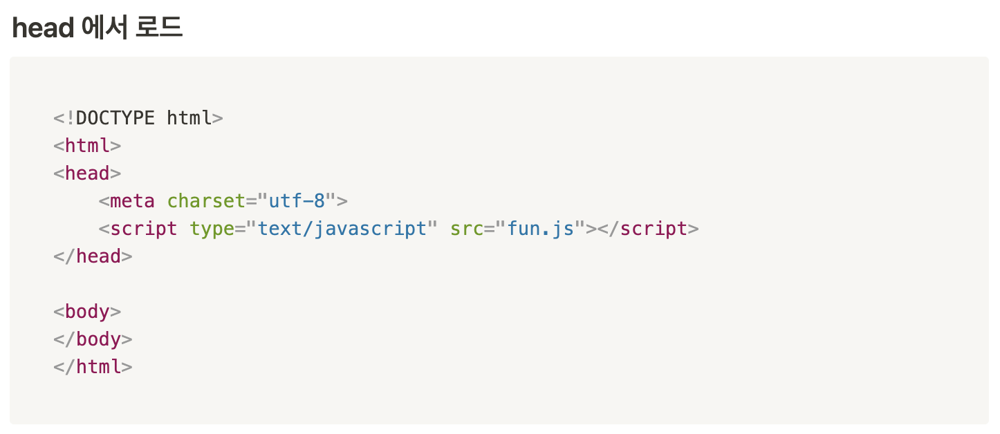 head 에서 로드
<!DOCTYPE html>
<html>
<head>
    <meta charset="utf-8">
    <script type="text/javascript" src="fun.js"></script>
</head>
<body>
</body>
</html>